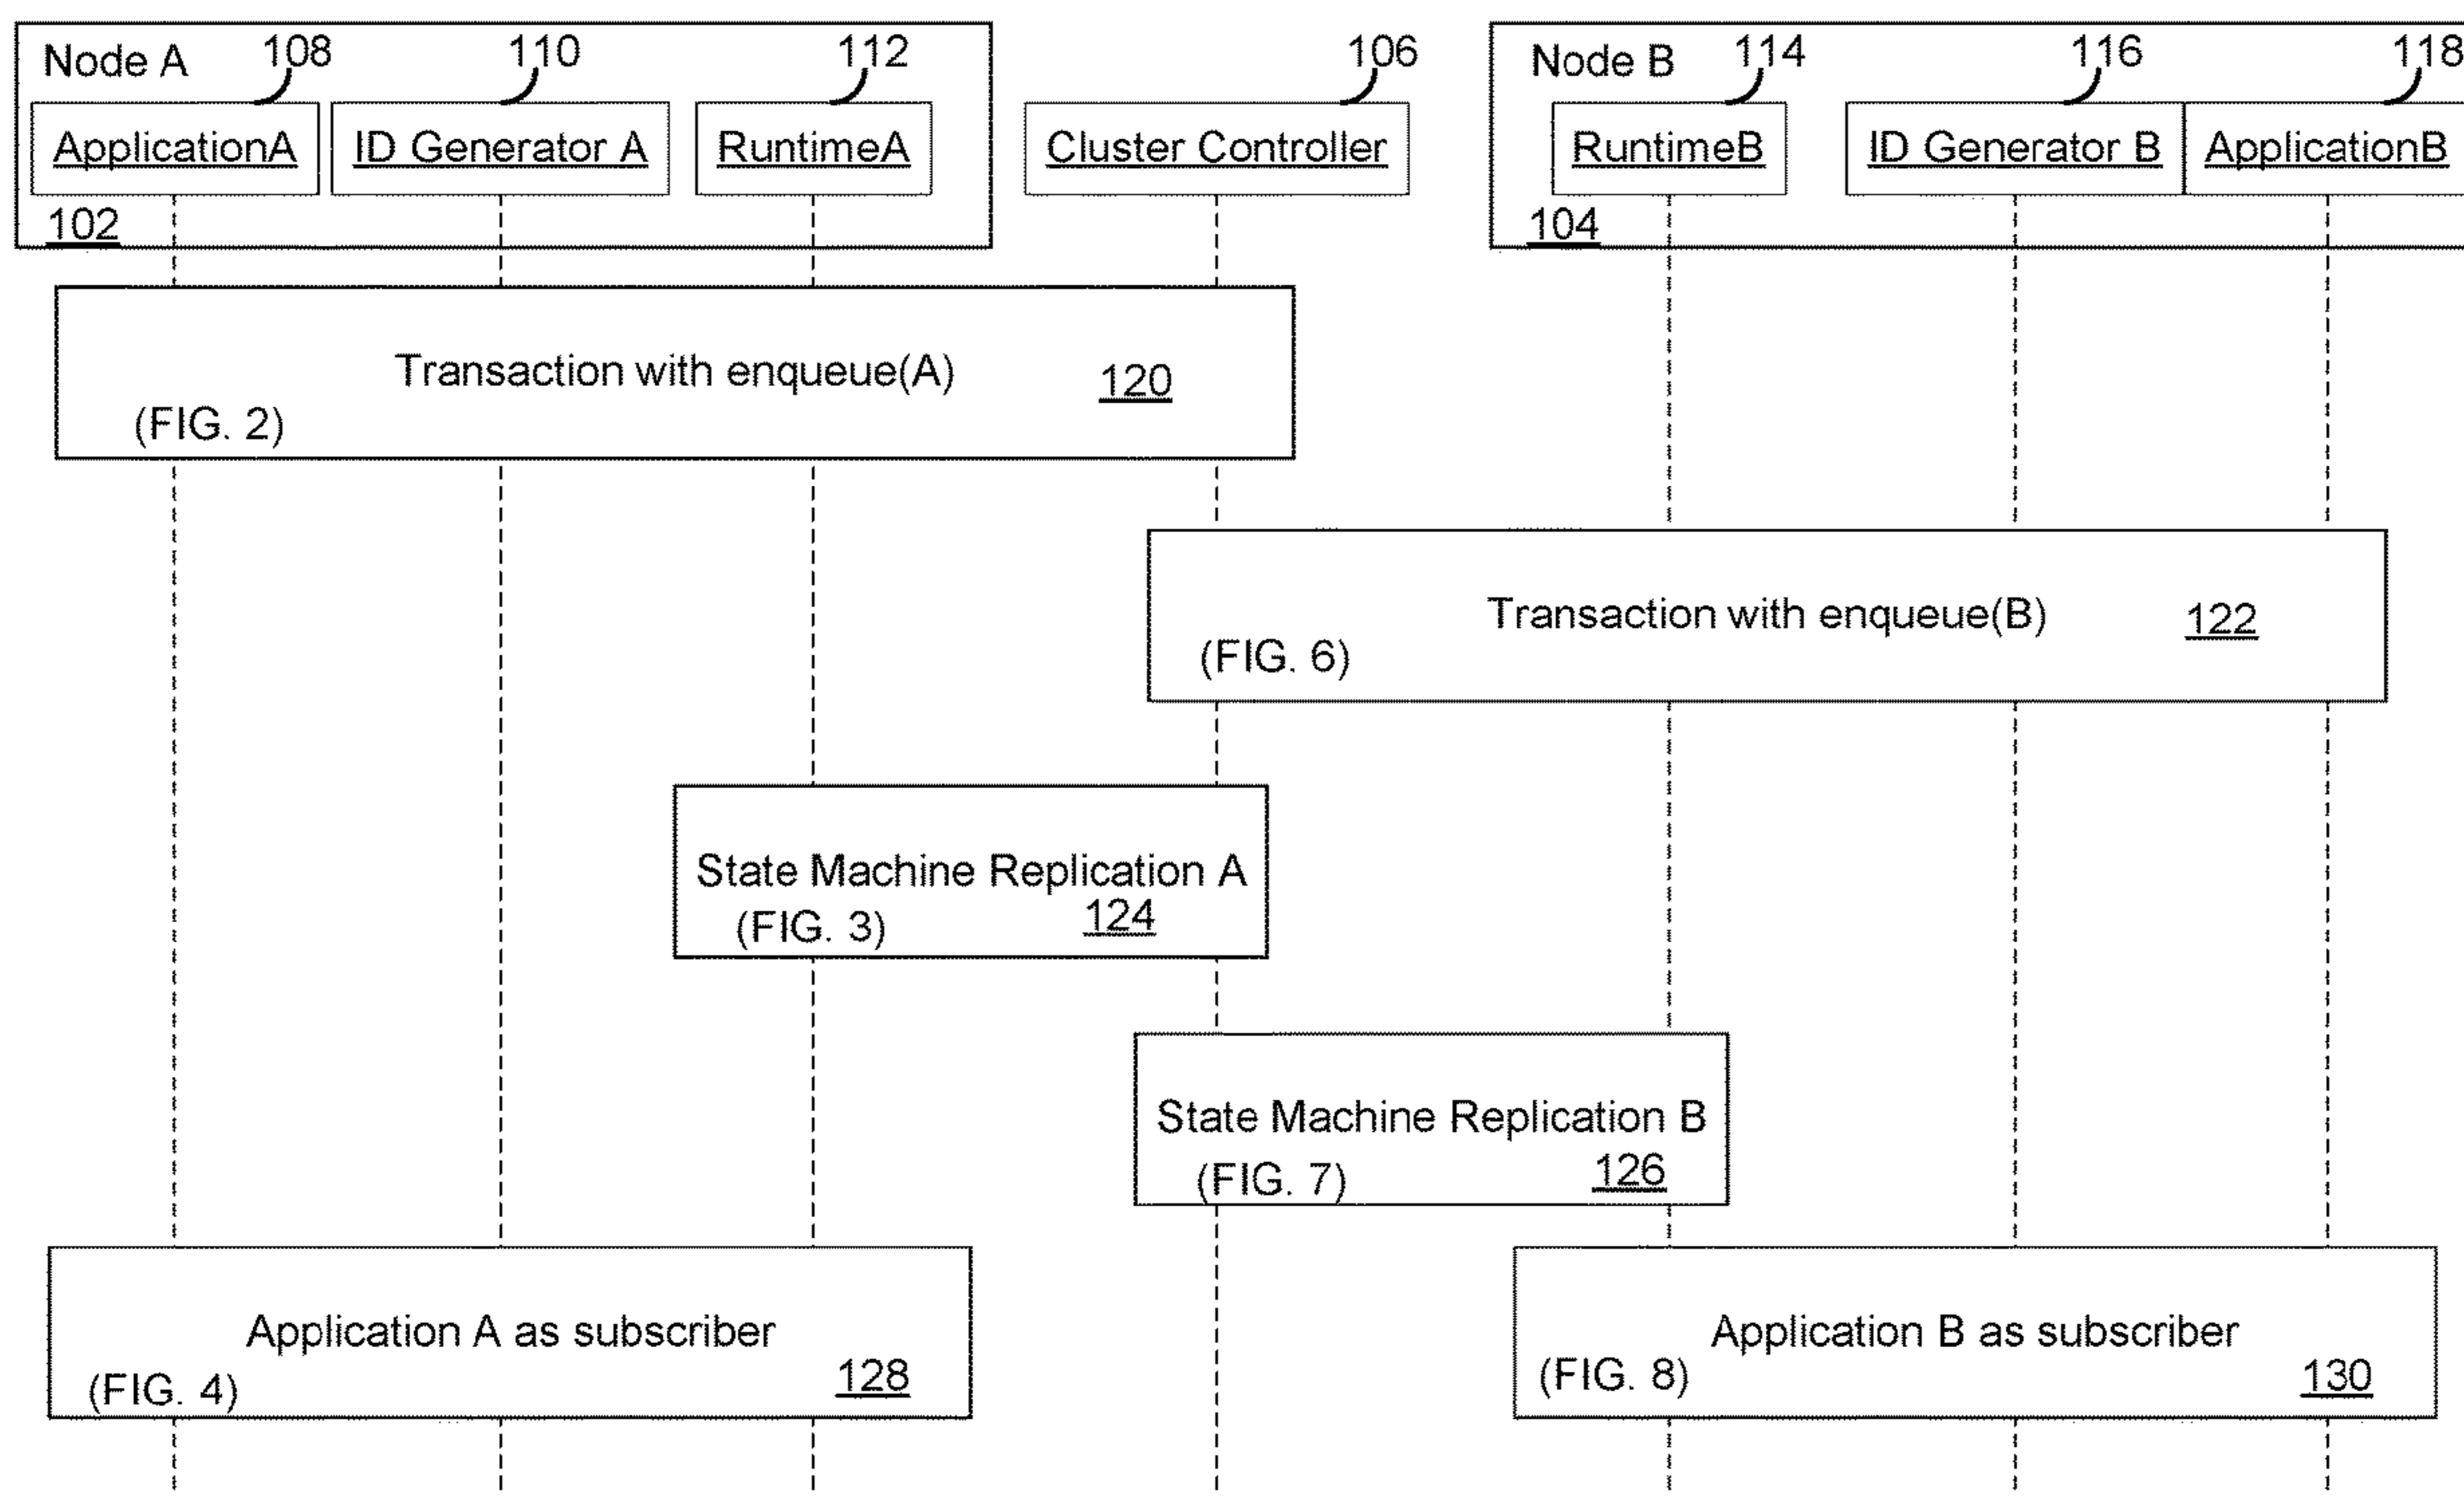 Node A
108
110
112
106
Node B
114
116
118
ApplicationA
ID Generator A
RuntimeA
Cluster Controller
RuntimeB
ID Generator B
ApplicationB
102
104
Transaction with enqueue(A)
120
(FIG. 2)
Transaction with enqueue(B)
122
(FIG. 6)
State Machine Replication A
(FIG. 3)
124
State Machine Replication B
(FIG. 7)
126
Application A as subscriber
(FIG. 4)
128
Application B as subscriber
(FIG. 8)
130